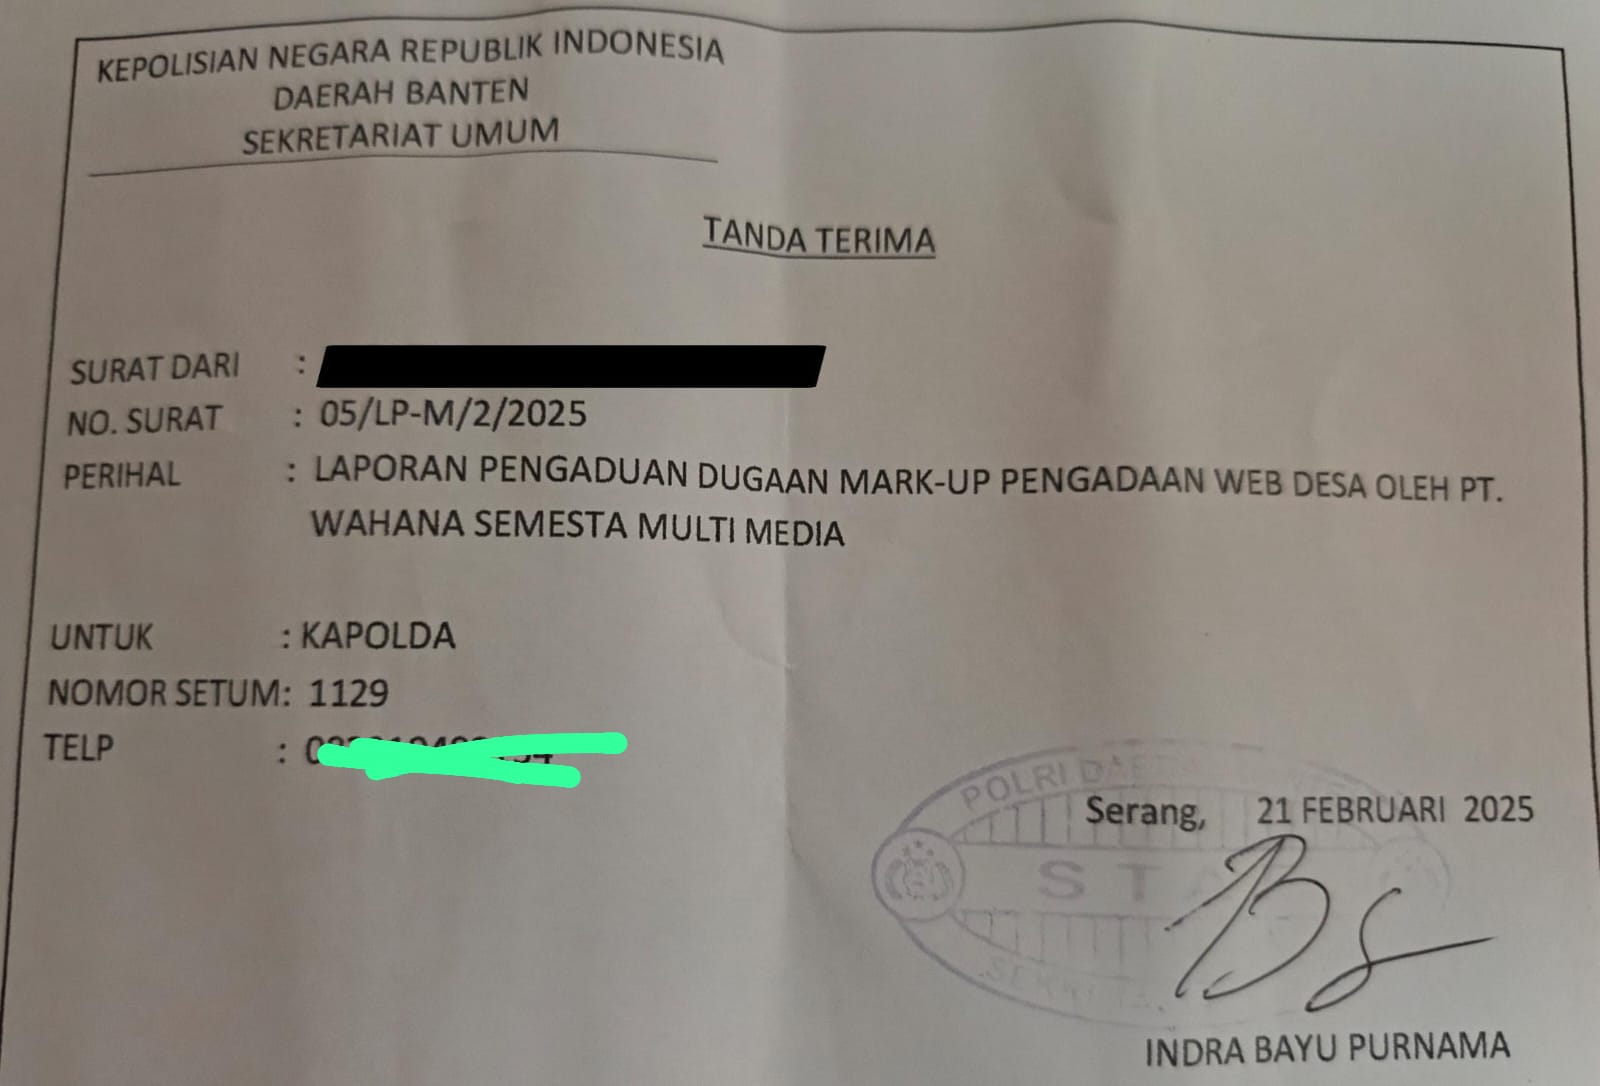 KEPOLISIAN NEGARA REPUBLIK INDONESIA
DAERAH BANTEN
SEKRETARIAT UMUM
TANDA TERIMA
SURAT DARI :
NO. SURAT : 05/LP-M/2/2025
PERIHAL : LAPORAN PENGADUAN DUGAAN MARK-UP PENGADAAN WEB DESA OLEH PT.
WAHANA SEMESTA MULTI MEDIA
UNTUK : KAPOLDA
NOMOR SETUM: 1129
TELP :
POLRI
Serang, 21 FEBRUARI 2025
INDRA BAYU PURNAMA